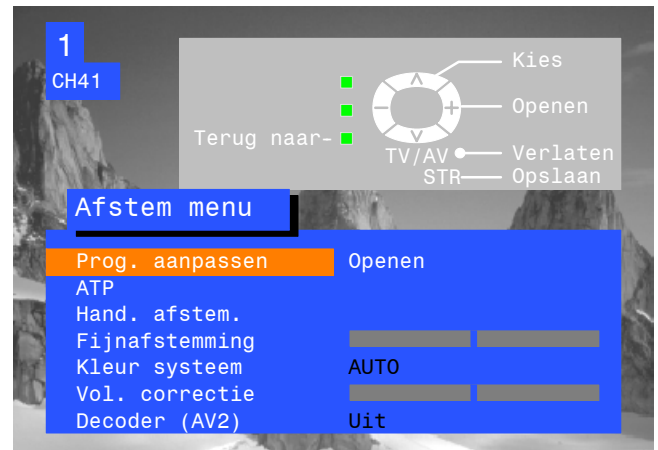 1
CH41
Kies
Openen
Terug naar-
TV/AV Verlaten
STR Opslaan
Afstem menu
Prog. aanpassen Openen
ATP
Hand. afstem.
Fijnafstemming
Kleur systeem AUTO
Vol. correctie
Decoder (AV2) Uit